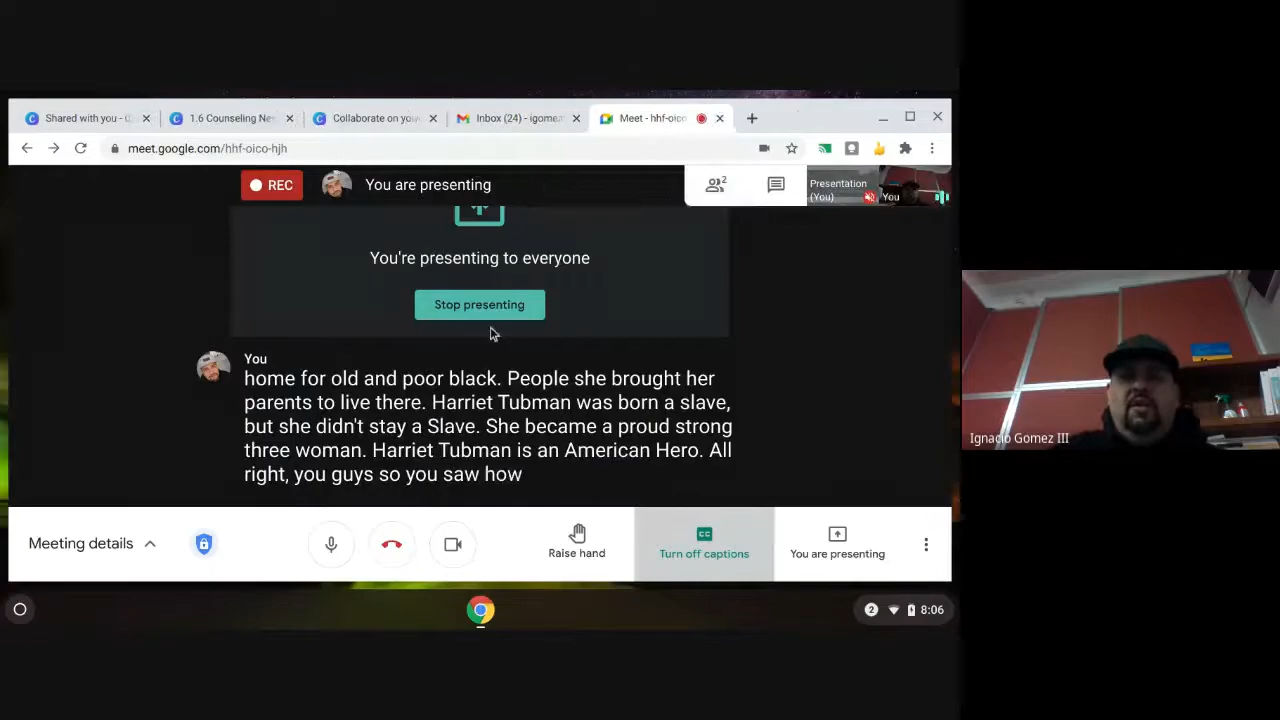 Shared with you - 
1.6 Counseling Ne
Collaborate on you
Inbox (24) - igome
Meet - hhf-oico
meet.google.com/hhf-oico-hjh
REC
You are presenting
2
Presentation
(You)
You
You're presenting to everyone
Stop presenting
You
home for old and poor black. People she brought her
parents to live there. Harriet Tubman was born a slave,
but she didn't stay a Slave. She became a proud strong
three woman. Harriet Tubman is an American Hero. All
right, you guys so you saw how
Ignacio Gomez III
Meeting details
Raise hand
CC
Turn off captions
You are presenting
2
8:06